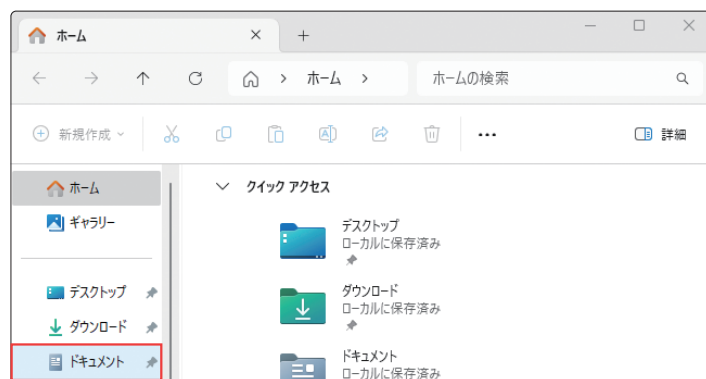 ホーム
ホーム
ホームの検索
新規作成
詳細
ホーム
ギャラリー
デスクトップ
ダウンロード
ドキュメント
クイック アクセス
デスクトップ
ローカルに保存済み
ダウンロード
ローカルに保存済み
ドキュメント
ローカルに保存済み